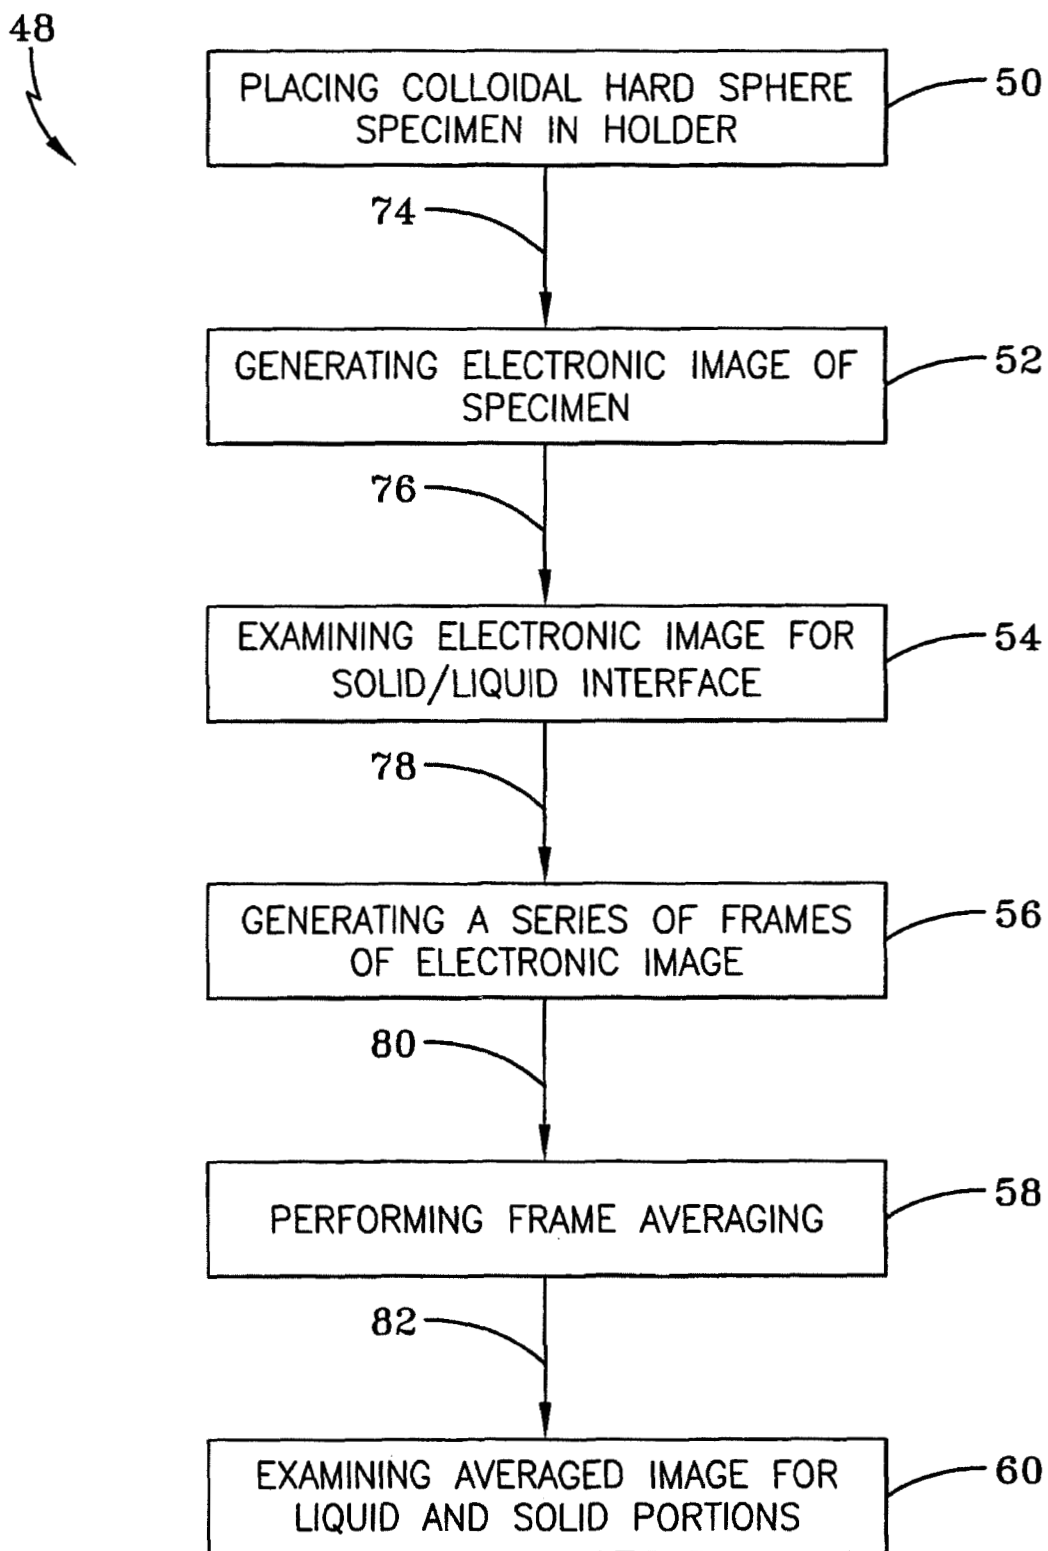 48
PLACING COLLOIDAL HARD SPHERE
SPECIMEN IN HOLDER
50
74
GENERATING ELECTRONIC IMAGE OF
SPECIMEN
52
76
EXAMINING ELECTRONIC IMAGE FOR
SOLID/LIQUID INTERFACE
54
78
GENERATING A SERIES OF FRAMES
OF ELECTRONIC IMAGE
56
80
PERFORMING FRAME AVERAGING
58
82
EXAMINING AVERAGED IMAGE FOR
LIQUID AND SOLID PORTIONS
60